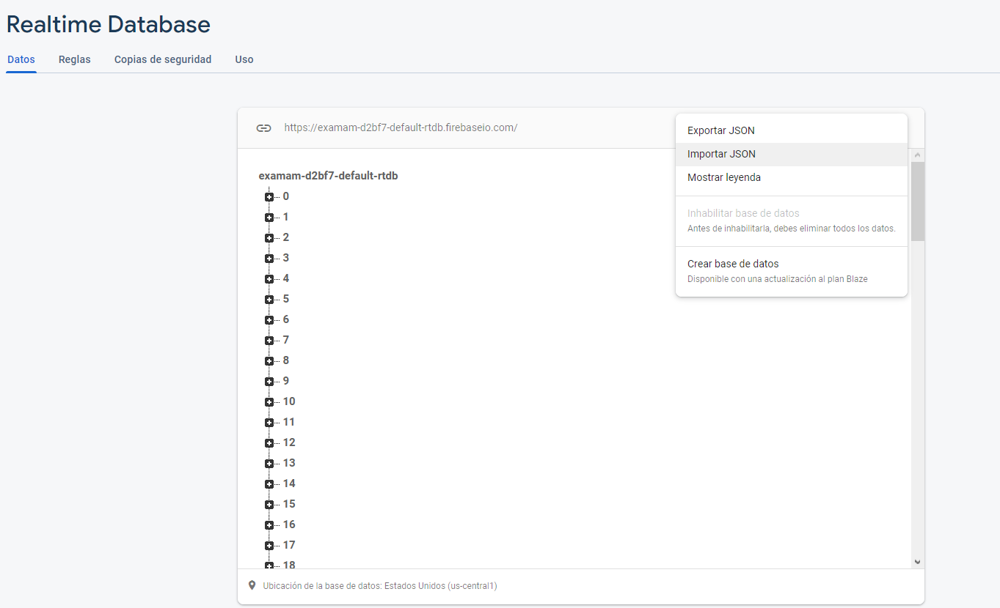 Realtime Database
Datos Reglas Copias de seguridad Uso
https://examam-d2bf7-default-rtdb.firebaseio.com/
Exportar JSON
Importar JSON
Mostrar leyenda
Inhabilitar base de datos
Antes de inhabilitarla, debes eliminar todos los datos.
Crear base de datos
Disponible con una actualización al plan Blaze
examam-d2bf7-default-rtdb
0
1
2
3
4
5
6
7
8
9
10
11
12
13
14
15
16
17
18
Ubicación de la base de datos: Estados Unidos (us-central1)